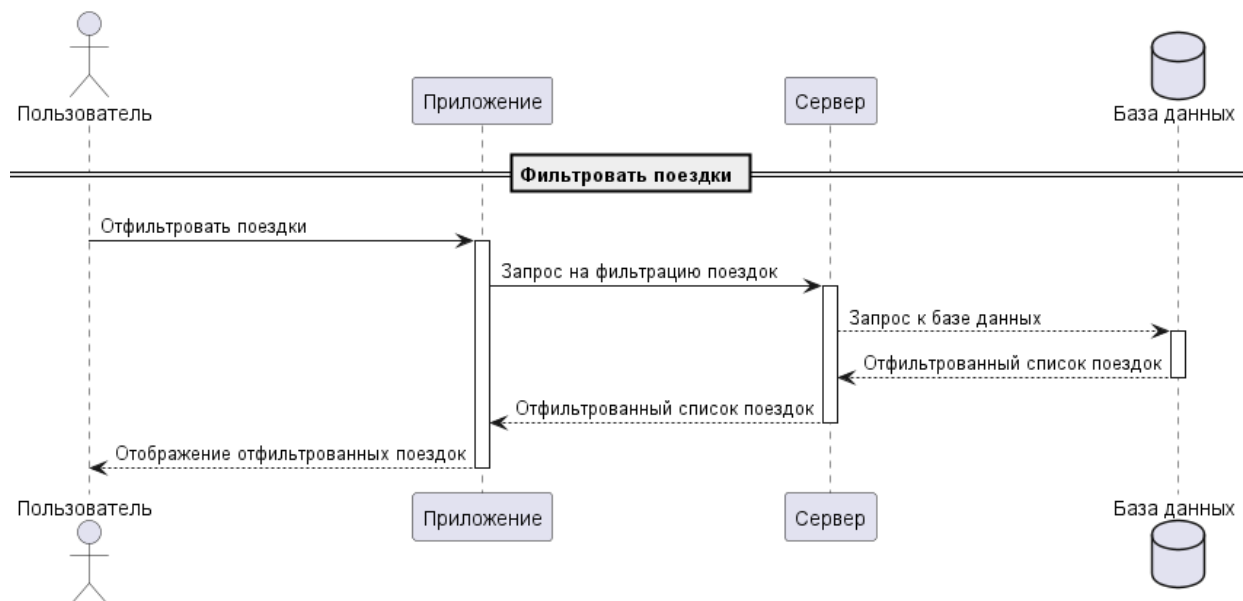 Пользователь
Приложение
Сервер
База данных
Фильтровать поездки
Отфильтровать поездки
Запрос на фильтрацию поездок
Запрос к базе данных
Отфильтрованный список поездок
Отфильтрованный список поездок
Отображение отфильтрованных поездок
Пользователь
Приложение
Сервер
База данных